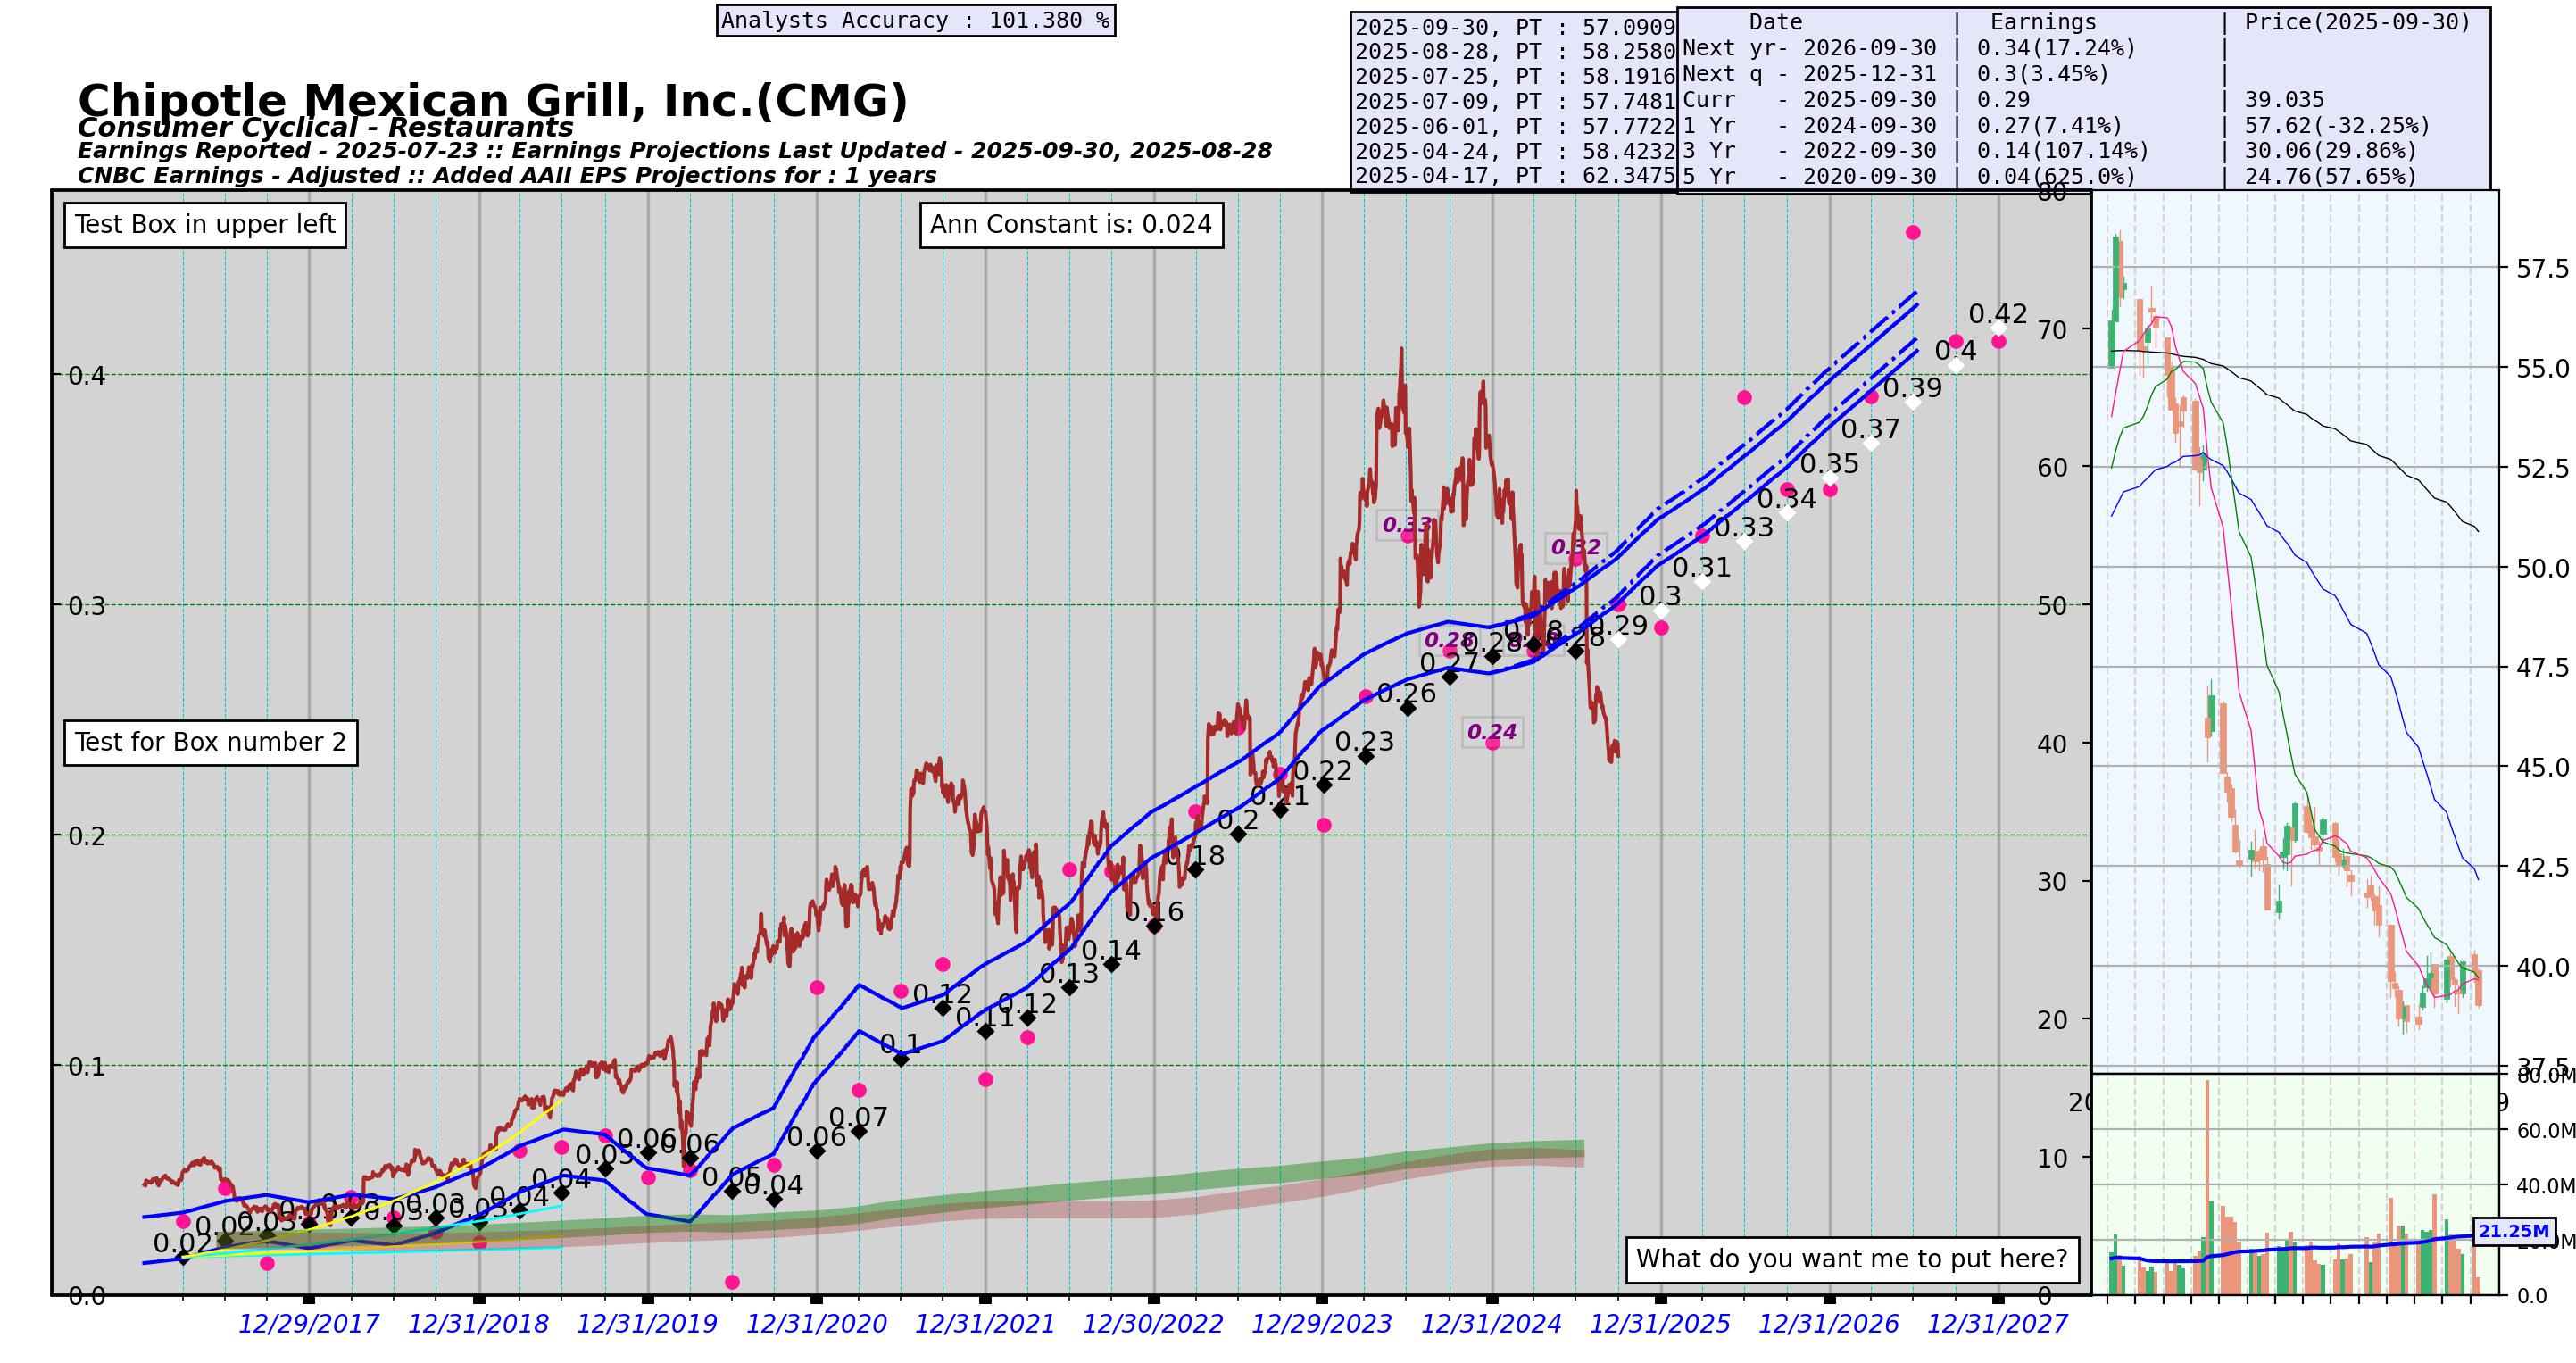 Analysts Accuracy : 101.380 %
2025-09-30, PT : 57.0909
2025-08-28, PT : 58.2580
2025-07-25, PT : 58.1916
2025-07-09, PT : 57.7481
2025-06-01, PT : 57.7722
2025-04-24, PT : 58.4232
2025-04-17, PT : 62.3475
Date | Earnings | Price(2025-09-30)
Next yr- 2026-09-30 | 0.34(17.24%) |
Next q - 2025-12-31 | 0.3(3.45%) |
Curr - 2025-09-30 | 0.29 | 39.035
1 Yr - 2024-09-30 | 0.27(7.41%) | 57.62(-32.25%)
3 Yr - 2022-09-30 | 0.14(107.14%) | 30.06(29.86%)
5 Yr - 2020-09-30 | 0.04(625.0%) | 24.76(57.65%)
Chipotle Mexican Grill, Inc.(CMG)
Consumer Cyclical - Restaurants
Earnings Reported - 2025-07-23 :: Earnings Projections Last Updated - 2025-09-30, 2025-08-28
CNBC Earnings - Adjusted :: Added AAII EPS Projections for : 1 years
Test Box in upper left
Ann Constant is: 0.024
Test for Box number 2
What do you want me to put here?
0.4
0.3
0.2
0.1
0.0
80
70
60
50
40
30
20
10
0
57.5
55.0
52.5
50.0
47.5
45.0
42.5
40.0
37.5
80.0M
60.0M
40.0M
21.25M
0.0
0.02
0.04
0.04
0.06
0.06
0.05
0.04
0.06
0.07
0.1
0.12
0.11
0.12
0.13
0.14
0.16
0.18
0.2
0.21
0.22
0.23
0.26
0.27
0.28
0.28
0.29
0.3
0.31
0.33
0.34
0.35
0.37
0.39
0.4
0.42
0.33
0.28
0.24
0.32
12/29/2017
12/31/2018
12/31/2019
12/31/2020
12/31/2021
12/30/2022
12/29/2023
12/31/2024
12/31/2025
12/31/2026
12/31/2027